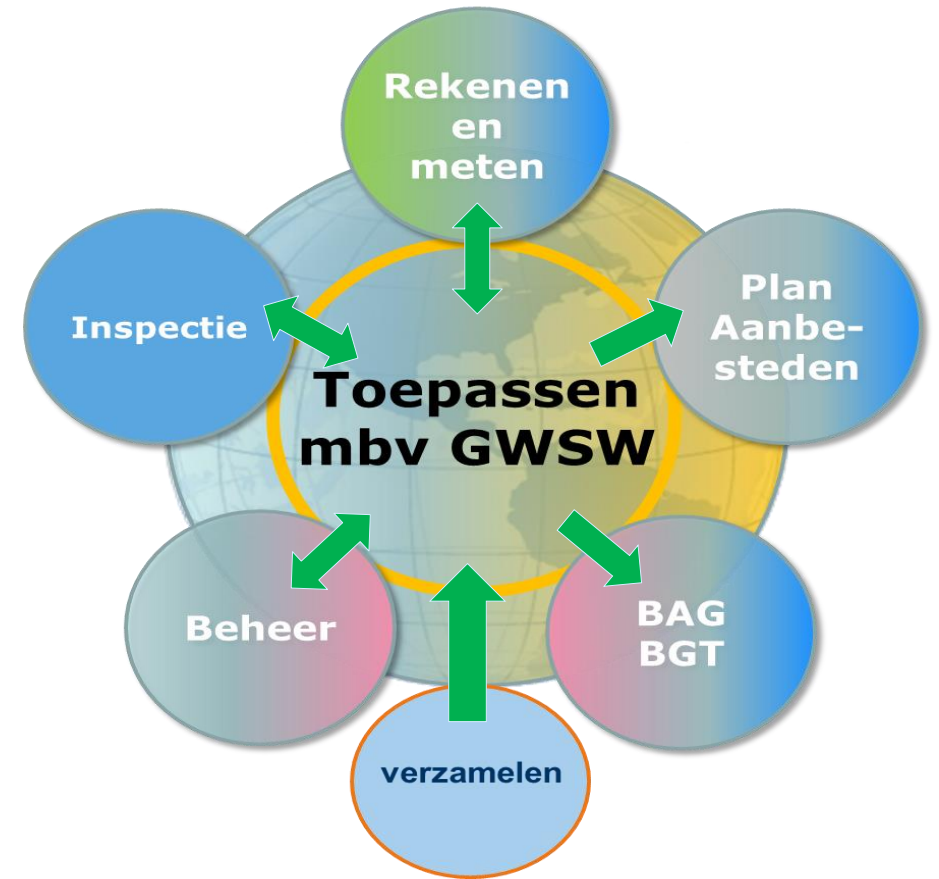 Rekenen
en
meten
Inspectie
Plan
Aanbe-
steden
Toepassen
mbv GWSW
Beheer
BAG
BGT
verzamelen